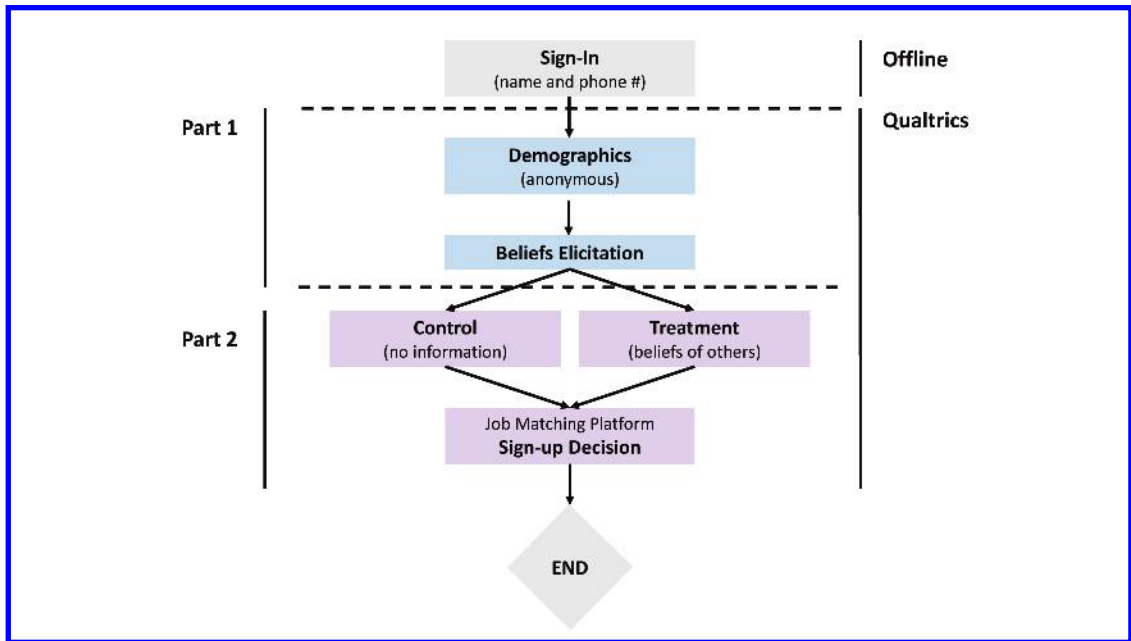 Sign-In
(name and phone #)
Offline
Part 1
Qualtrics
Demographics
(anonymous)
Beliefs Elicitation
Part 2
Control
(no information)
Treatment
(beliefs of others)
Job Matching Platform
Sign-up Decision
END